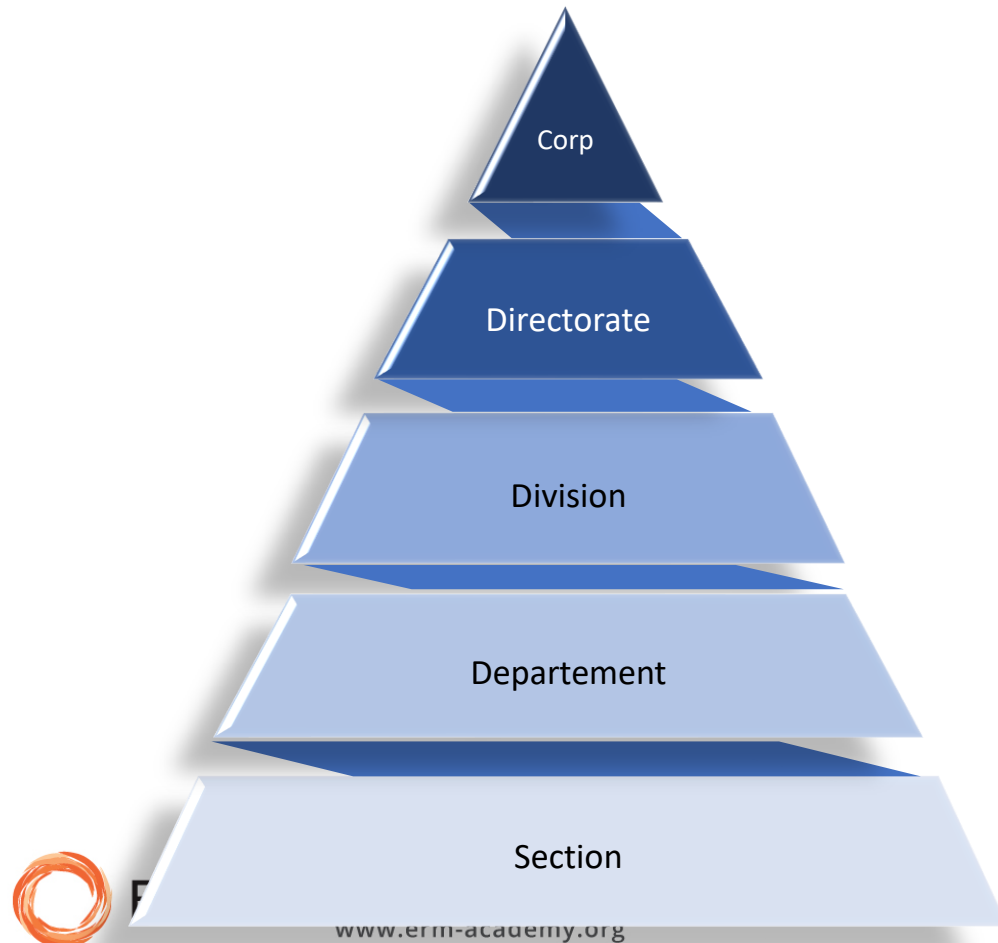 Corp
Directorate
Division
Departement
Section
www.erm-academy.org